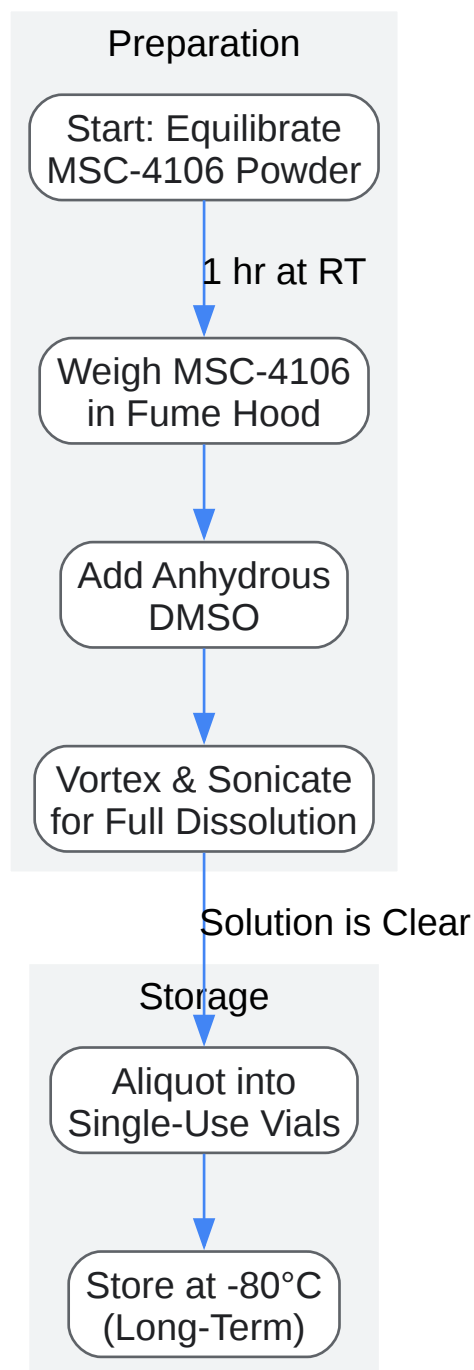 Preparation
Start: Equilibrate
MSC-4106 Powder
1 hr at RT
Weigh MSC-4106
in Fume Hood
Add Anhydrous
DMSO
Vortex & Sonicate
for Full Dissolution
Solution is Clear
Storage
Aliquot into
Single-Use Vials
Store at -80°C
(Long-Term)